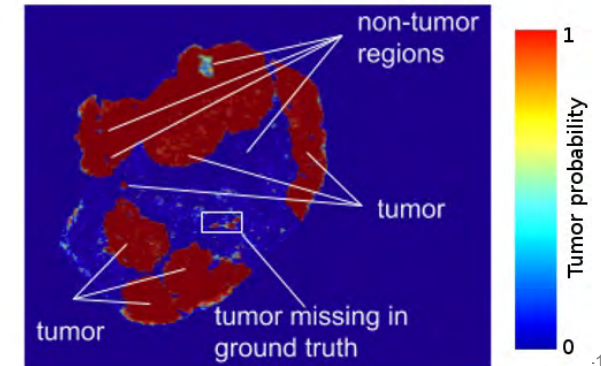 non-tumor
regions
tumor
tumor
tumor missing in
ground truth
1
Tumor probability
0